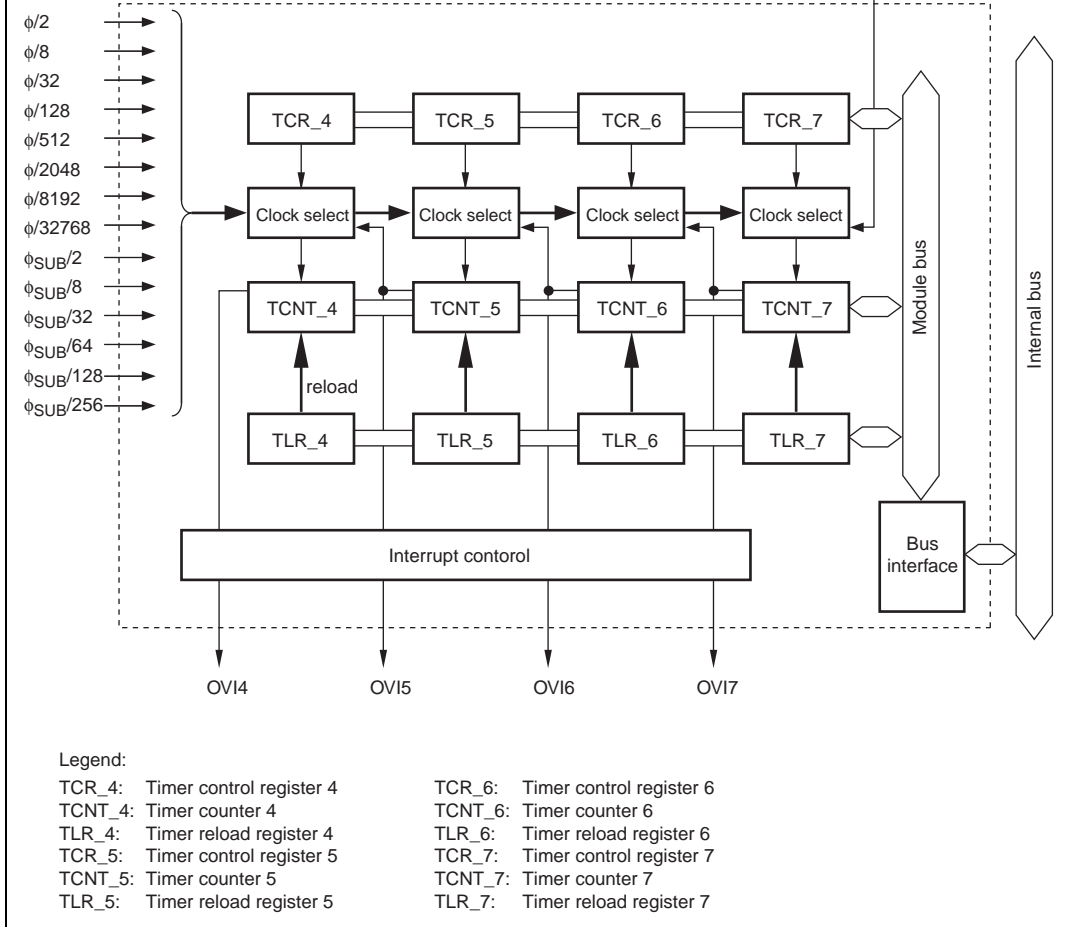 ϕ/2
ϕ/8
ϕ/32
ϕ/128
ϕ/512
ϕ/2048
ϕ/8192
ϕ/32768
ϕSUB/2
ϕSUB/8
ϕSUB/32
ϕSUB/64
ϕSUB/128
ϕSUB/256
TCR_4 TCR_5 TCR_6 TCR_7
Clock select Clock select Clock select Clock select
TCNT_4 TCNT_5 TCNT_6 TCNT_7
reload
TLR_4 TLR_5 TLR_6 TLR_7
Module bus
Internal bus
Interrupt contorol
Bus
interface
OVI4 OVI5 OVI6 OVI7
Legend:
TCR_4: Timer control register 4
TCNT_4: Timer counter 4
TLR_4: Timer reload register 4
TCR_5: Timer control register 5
TCNT_5: Timer counter 5
TLR_5: Timer reload register 5
TCR_6: Timer control register 6
TCNT_6: Timer counter 6
TLR_6: Timer reload register 6
TCR_7: Timer control register 7
TCNT_7: Timer counter 7
TLR_7: Timer reload register 7